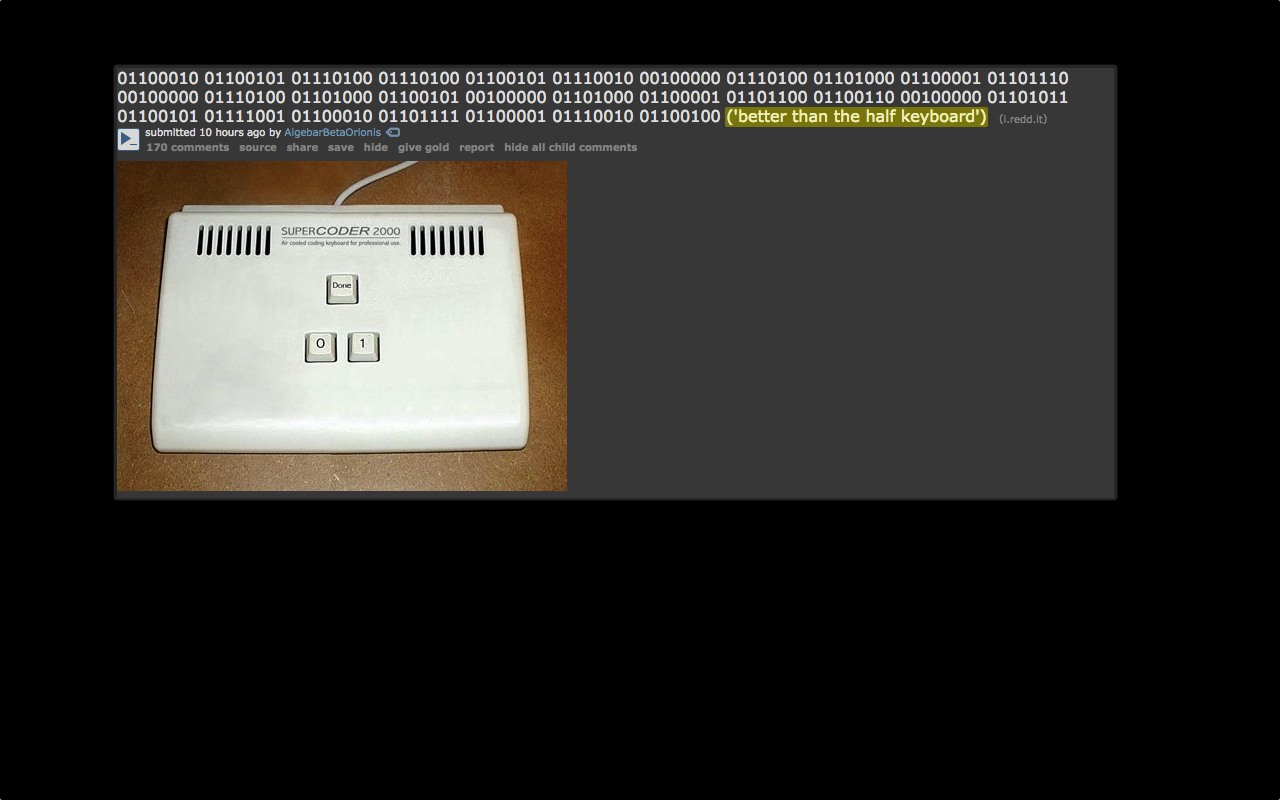 01100010 01100101 01110100 01110100 01100101 01110010 00100000 01110100 01101000 01100001 01101110
00100000 01110100 01101000 01100101 00100000 01101000 01100001 01101100 01100110 00100000 01101011
01100101 01111001 01100010 01101111 01100001 01110010 01100100 ('better than the half keyboard') (i.redd.it)
submitted 10 hours ago by AlgebarBetaOrionis
170 comments source share save hide give gold report hide all child comments
SUPERCODER 2000
Air cooled coding keyboard for professional use.
Done
0 1